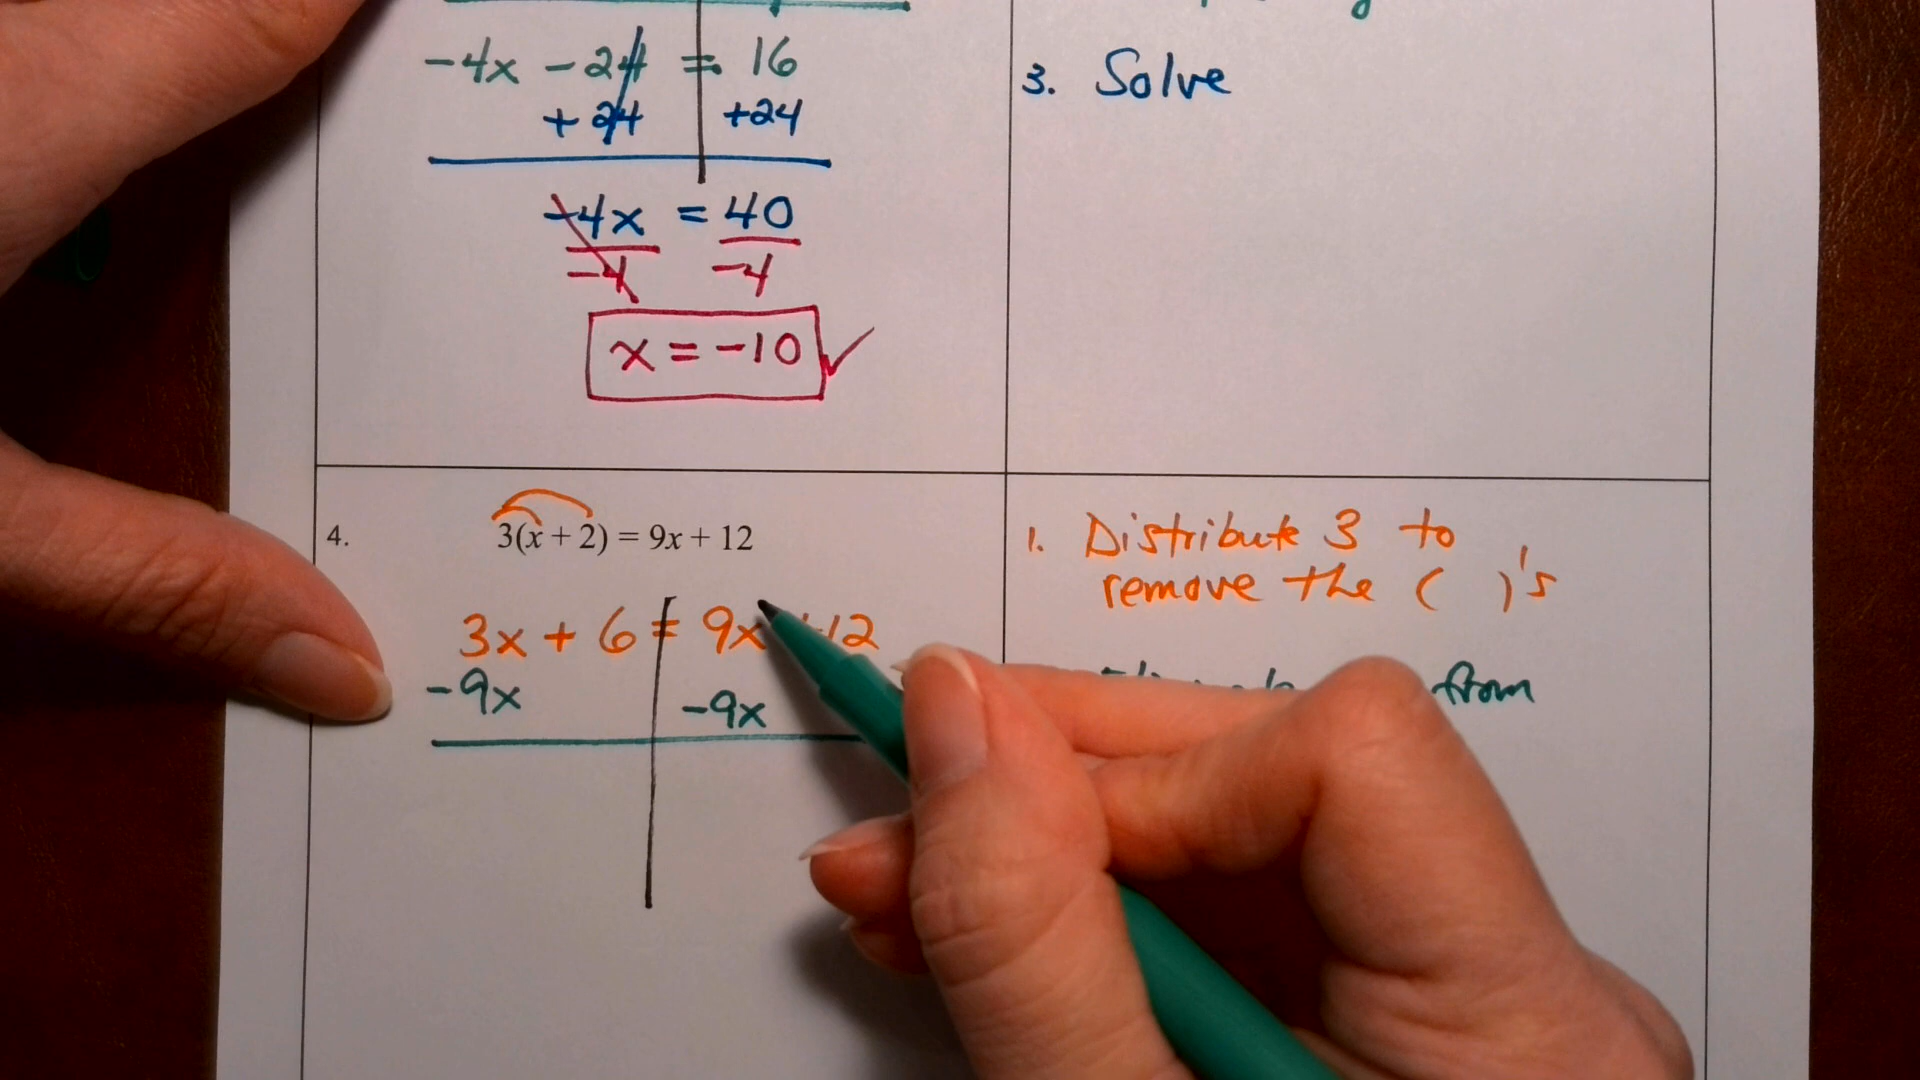 -4x - 24 = 16
+ 24 +24
-4x = 40
-4 -4
x = -10 ✓
3. Solve
4. 3(x + 2) = 9x + 12
3x + 6 = 9x + 12
-9x -9x
1. Distribute 3 to
remove the ( )'s
from